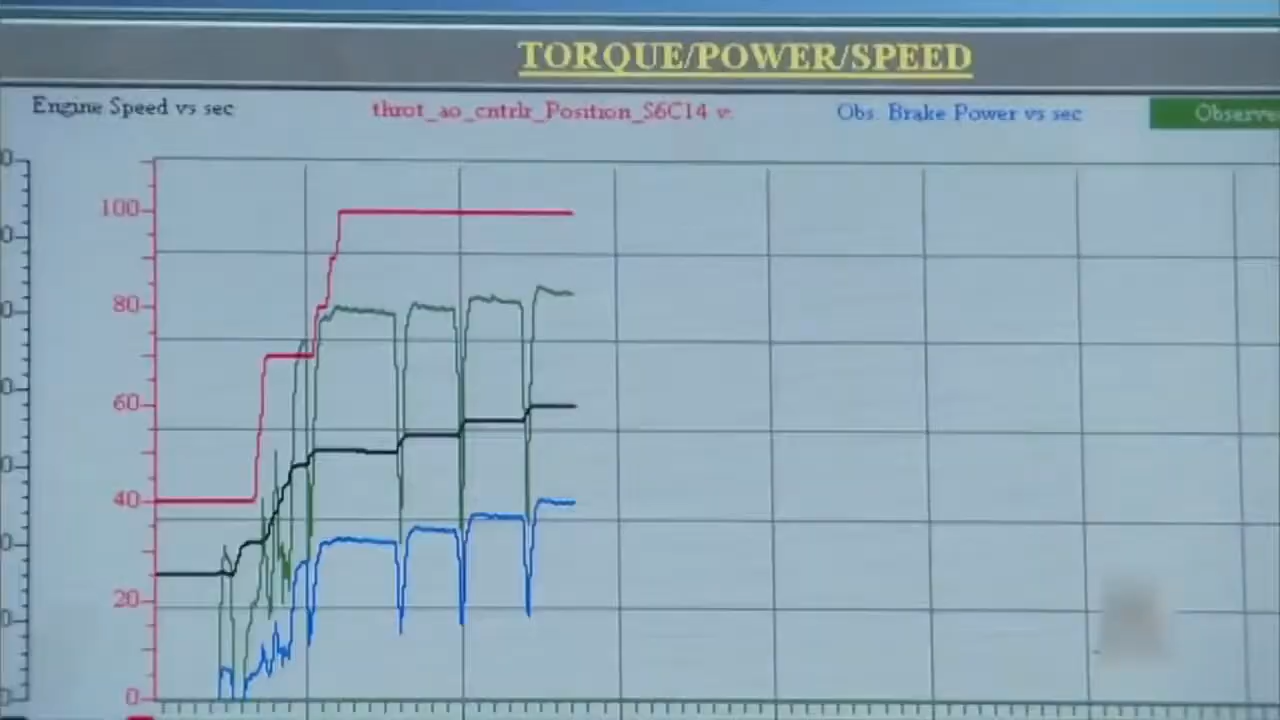 TORQUE/POWER/SPEED
Engine Speed vs sec
throt_ao_cntrlr_Position_S6C14 v
Obs. Brake Power vs sec
Observe
100
80
60
40
20
0